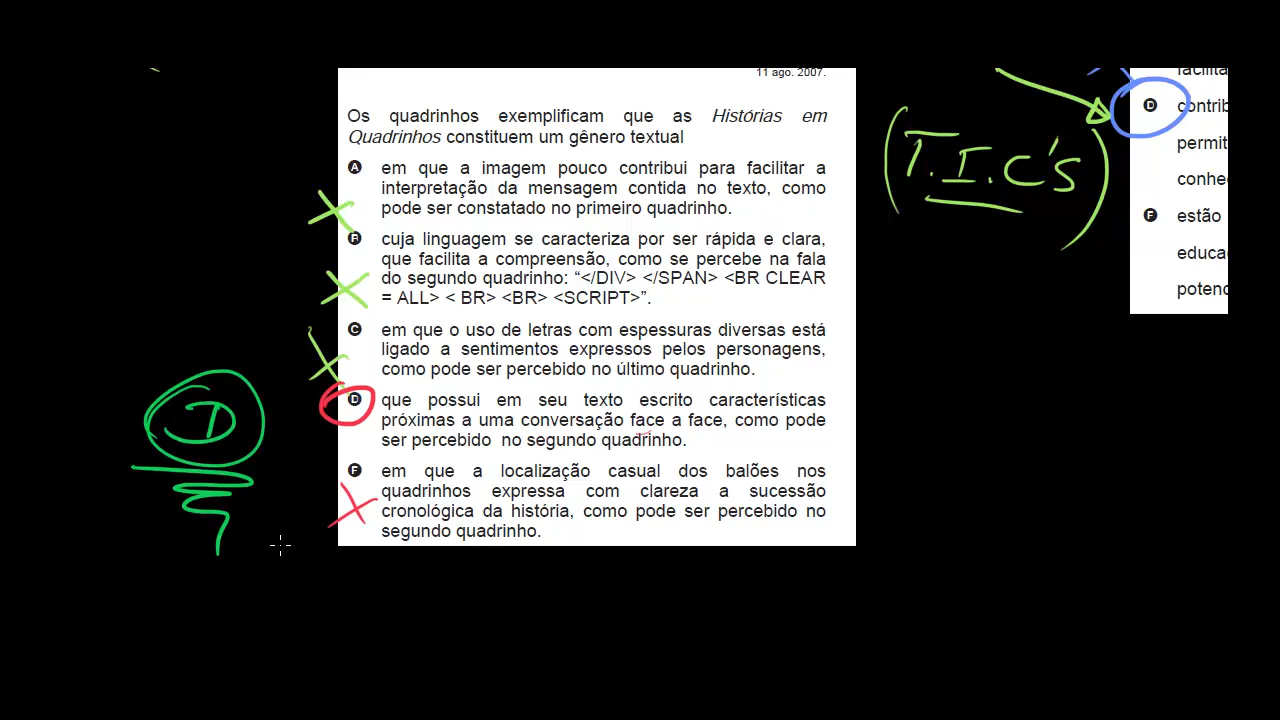 11 ago. 2007.
Os quadrinhos exemplificam que as Histórias em
Quadrinhos constituem um gênero textual
A em que a imagem pouco contribui para facilitar a
interpretação da mensagem contida no texto, como
pode ser constatado no primeiro quadrinho.
cuja linguagem se caracteriza por ser rápida e clara,
que facilita a compreensão, como se percebe na fala
do segundo quadrinho: “</DIV> </SPAN> <BR CLEAR
= ALL> < BR> <BR> <SCRIPT>”.
C em que o uso de letras com espessuras diversas está
ligado a sentimentos expressos pelos personagens,
como pode ser percebido no último quadrinho.
D que possui em seu texto escrito características
próximas a uma conversação face a face, como pode
ser percebido no segundo quadrinho.
em que a localização casual dos balões nos
quadrinhos expressa com clareza a sucessão
cronológica da história, como pode ser percebido no
segundo quadrinho.
D
(T.I.C's)
facilita
D contrib
permit
conhe
estão
educa
poten